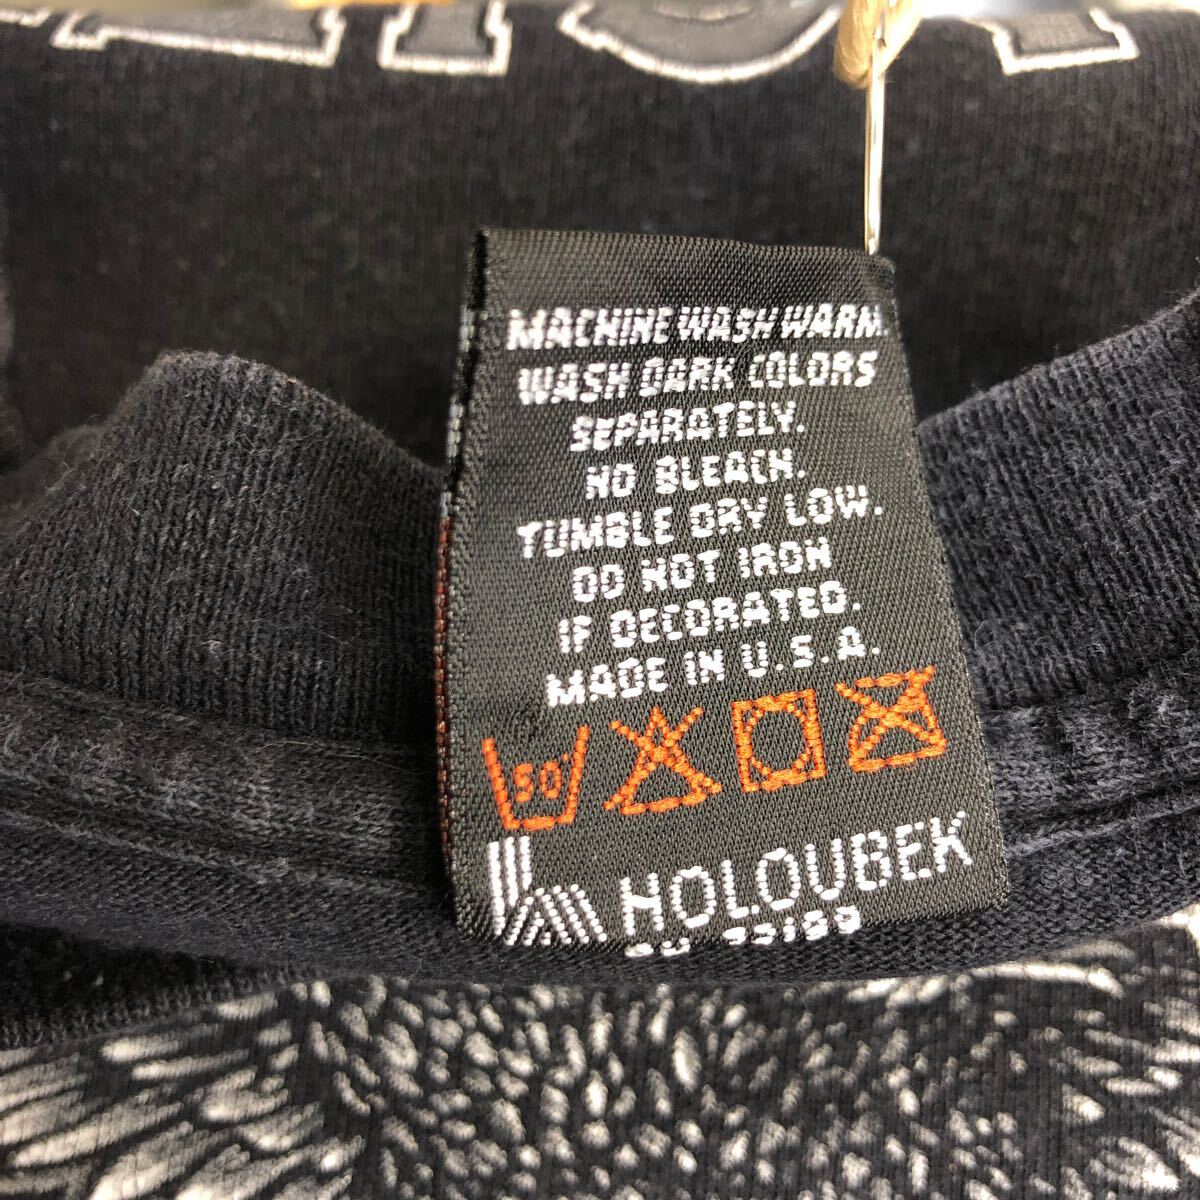 MACHINE WASH WARM.
WASH DARK COLORS
SEPARATELY.
NO BLEACH.
TUMBLE DRY LOW.
DO NOT IRON
IF DECORATED.
MADE IN U.S.A.
50°
HOLOUBEK